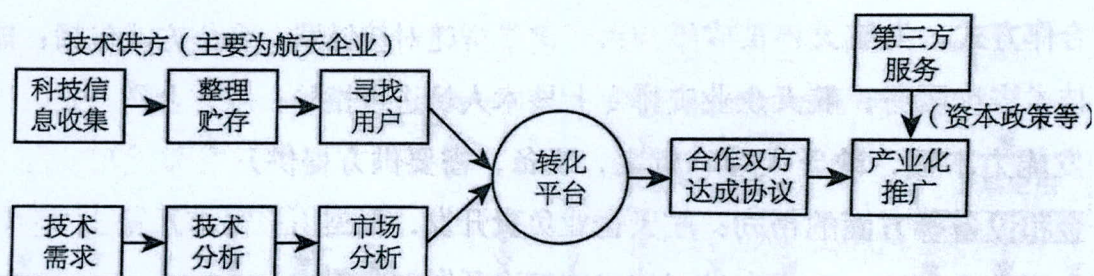 技术供方（主要为航天企业）
科技信
息收集
整理
贮存
寻找
用户
技术
需求
技术
分析
市场
分析
转化
平台
合作双方
达成协议
第三方
服务
（资本政策等）
产业化
推广